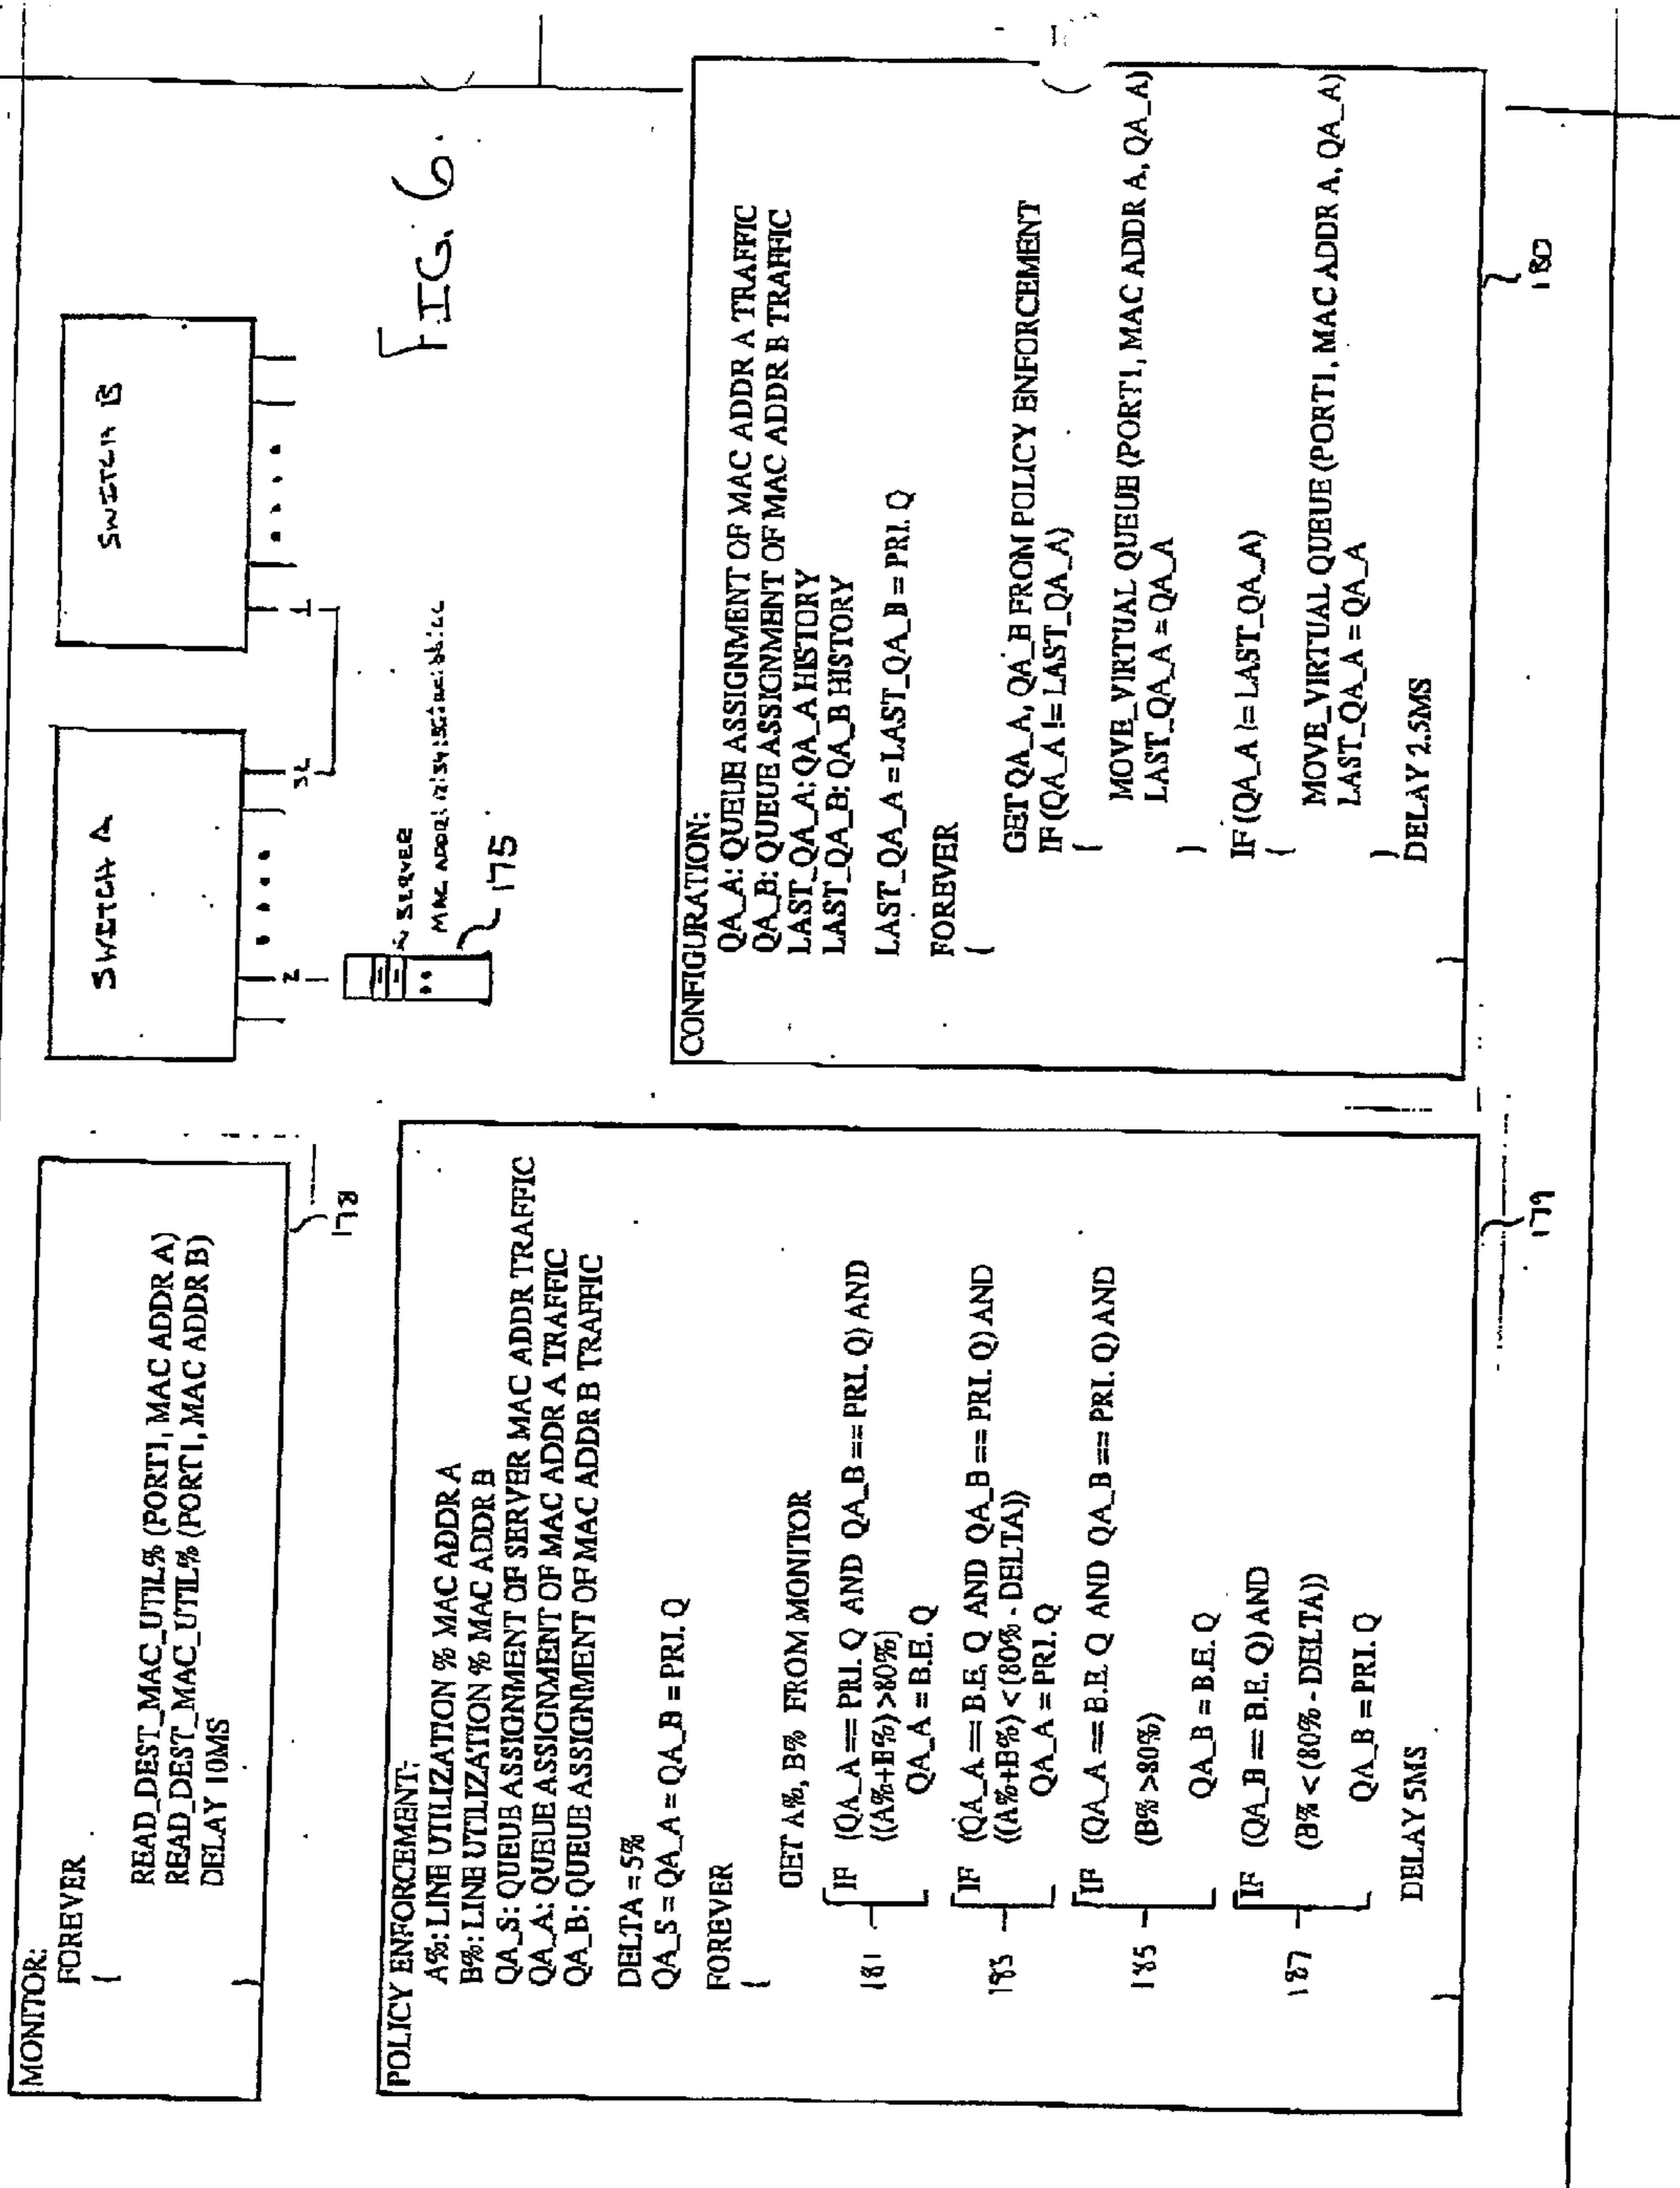 MONITOR:
FOREVER
{
READ_DEST_MAC_UTIL% (PORT1, MAC ADDR A)
READ_DEST_MAC_UTIL% (PORT1, MAC ADDR B)
DELAY 10MS
}
178
POLICY ENFORCEMENT:
A%: LINE UTILIZATION % MAC ADDR A
B%: LINE UTILIZATION % MAC ADDR B
QA_S: QUEUE ASSIGNMENT OF SERVER MAC ADDR TRAFFIC
QA_A: QUEUE ASSIGNMENT OF MAC ADDR A TRAFFIC
QA_B: QUEUE ASSIGNMENT OF MAC ADDR B TRAFFIC
DELTA = 5%
QA_S = QA_A = QA_B = PRI. Q
FOREVER
{
GET A%, B% FROM MONITOR
181
IF (QA_A == PRI. Q AND QA_B == PRI. Q) AND
((A%+B%) >80%)
QA_A = B.E. Q
183
IF (QA_A == B.E. Q AND QA_B == PRI. Q) AND
((A%+B%) < (80% - DELTA))
QA_A = PRI. Q
185
IF (QA_A == B.E. Q AND QA_B == PRI. Q) AND
(B% >80%)
QA_B = B.E. Q
187
IF (QA_B == B.E. Q) AND
(B% < (80% - DELTA))
QA_B = PRI. Q
DELAY 5MS
}
179
SWITCH A
SWITCH B
2
32
1
SERVER
MAC ADDR:
175
FIG. 6.
CONFIGURATION:
QA_A: QUEUE ASSIGNMENT OF MAC ADDR A TRAFFIC
QA_B: QUEUE ASSIGNMENT OF MAC ADDR B TRAFFIC
LAST_QA_A: QA_A HISTORY
LAST_QA_B: QA_B HISTORY
LAST_QA_A = LAST_QA_B = PRI. Q
FOREVER
{
GET QA_A, QA_B FROM POLICY ENFORCEMENT
IF (QA_A != LAST_QA_A)
{
MOVE_VIRTUAL QUEUE (PORT1, MAC ADDR A, QA_A)
LAST_QA_A = QA_A
}
IF (QA_A != LAST_QA_A)
{
MOVE_VIRTUAL QUEUE (PORT1, MAC ADDR A, QA_A)
LAST_QA_A = QA_A
}
DELAY 2.5MS
}
180